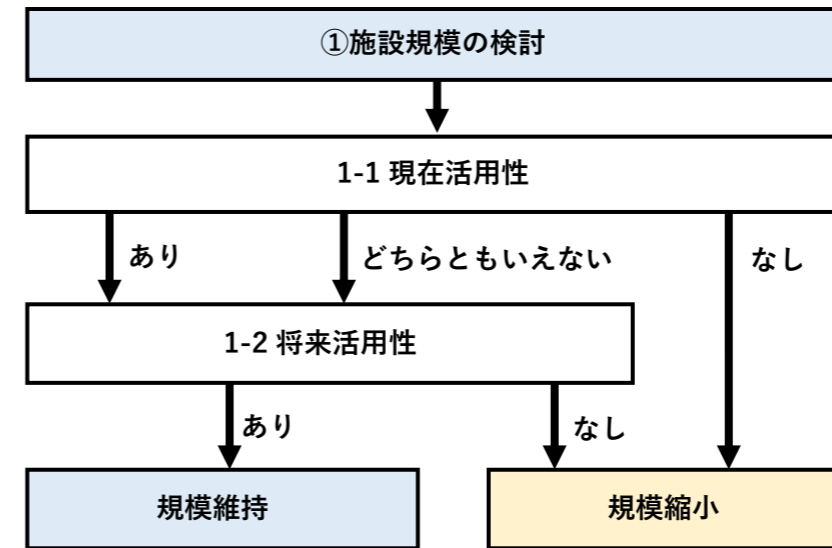 ①施設規模の検討
1-1 現在活用性
あり
どちらともいえない
なし
1-2 将来活用性
あり
なし
規模維持
規模縮小